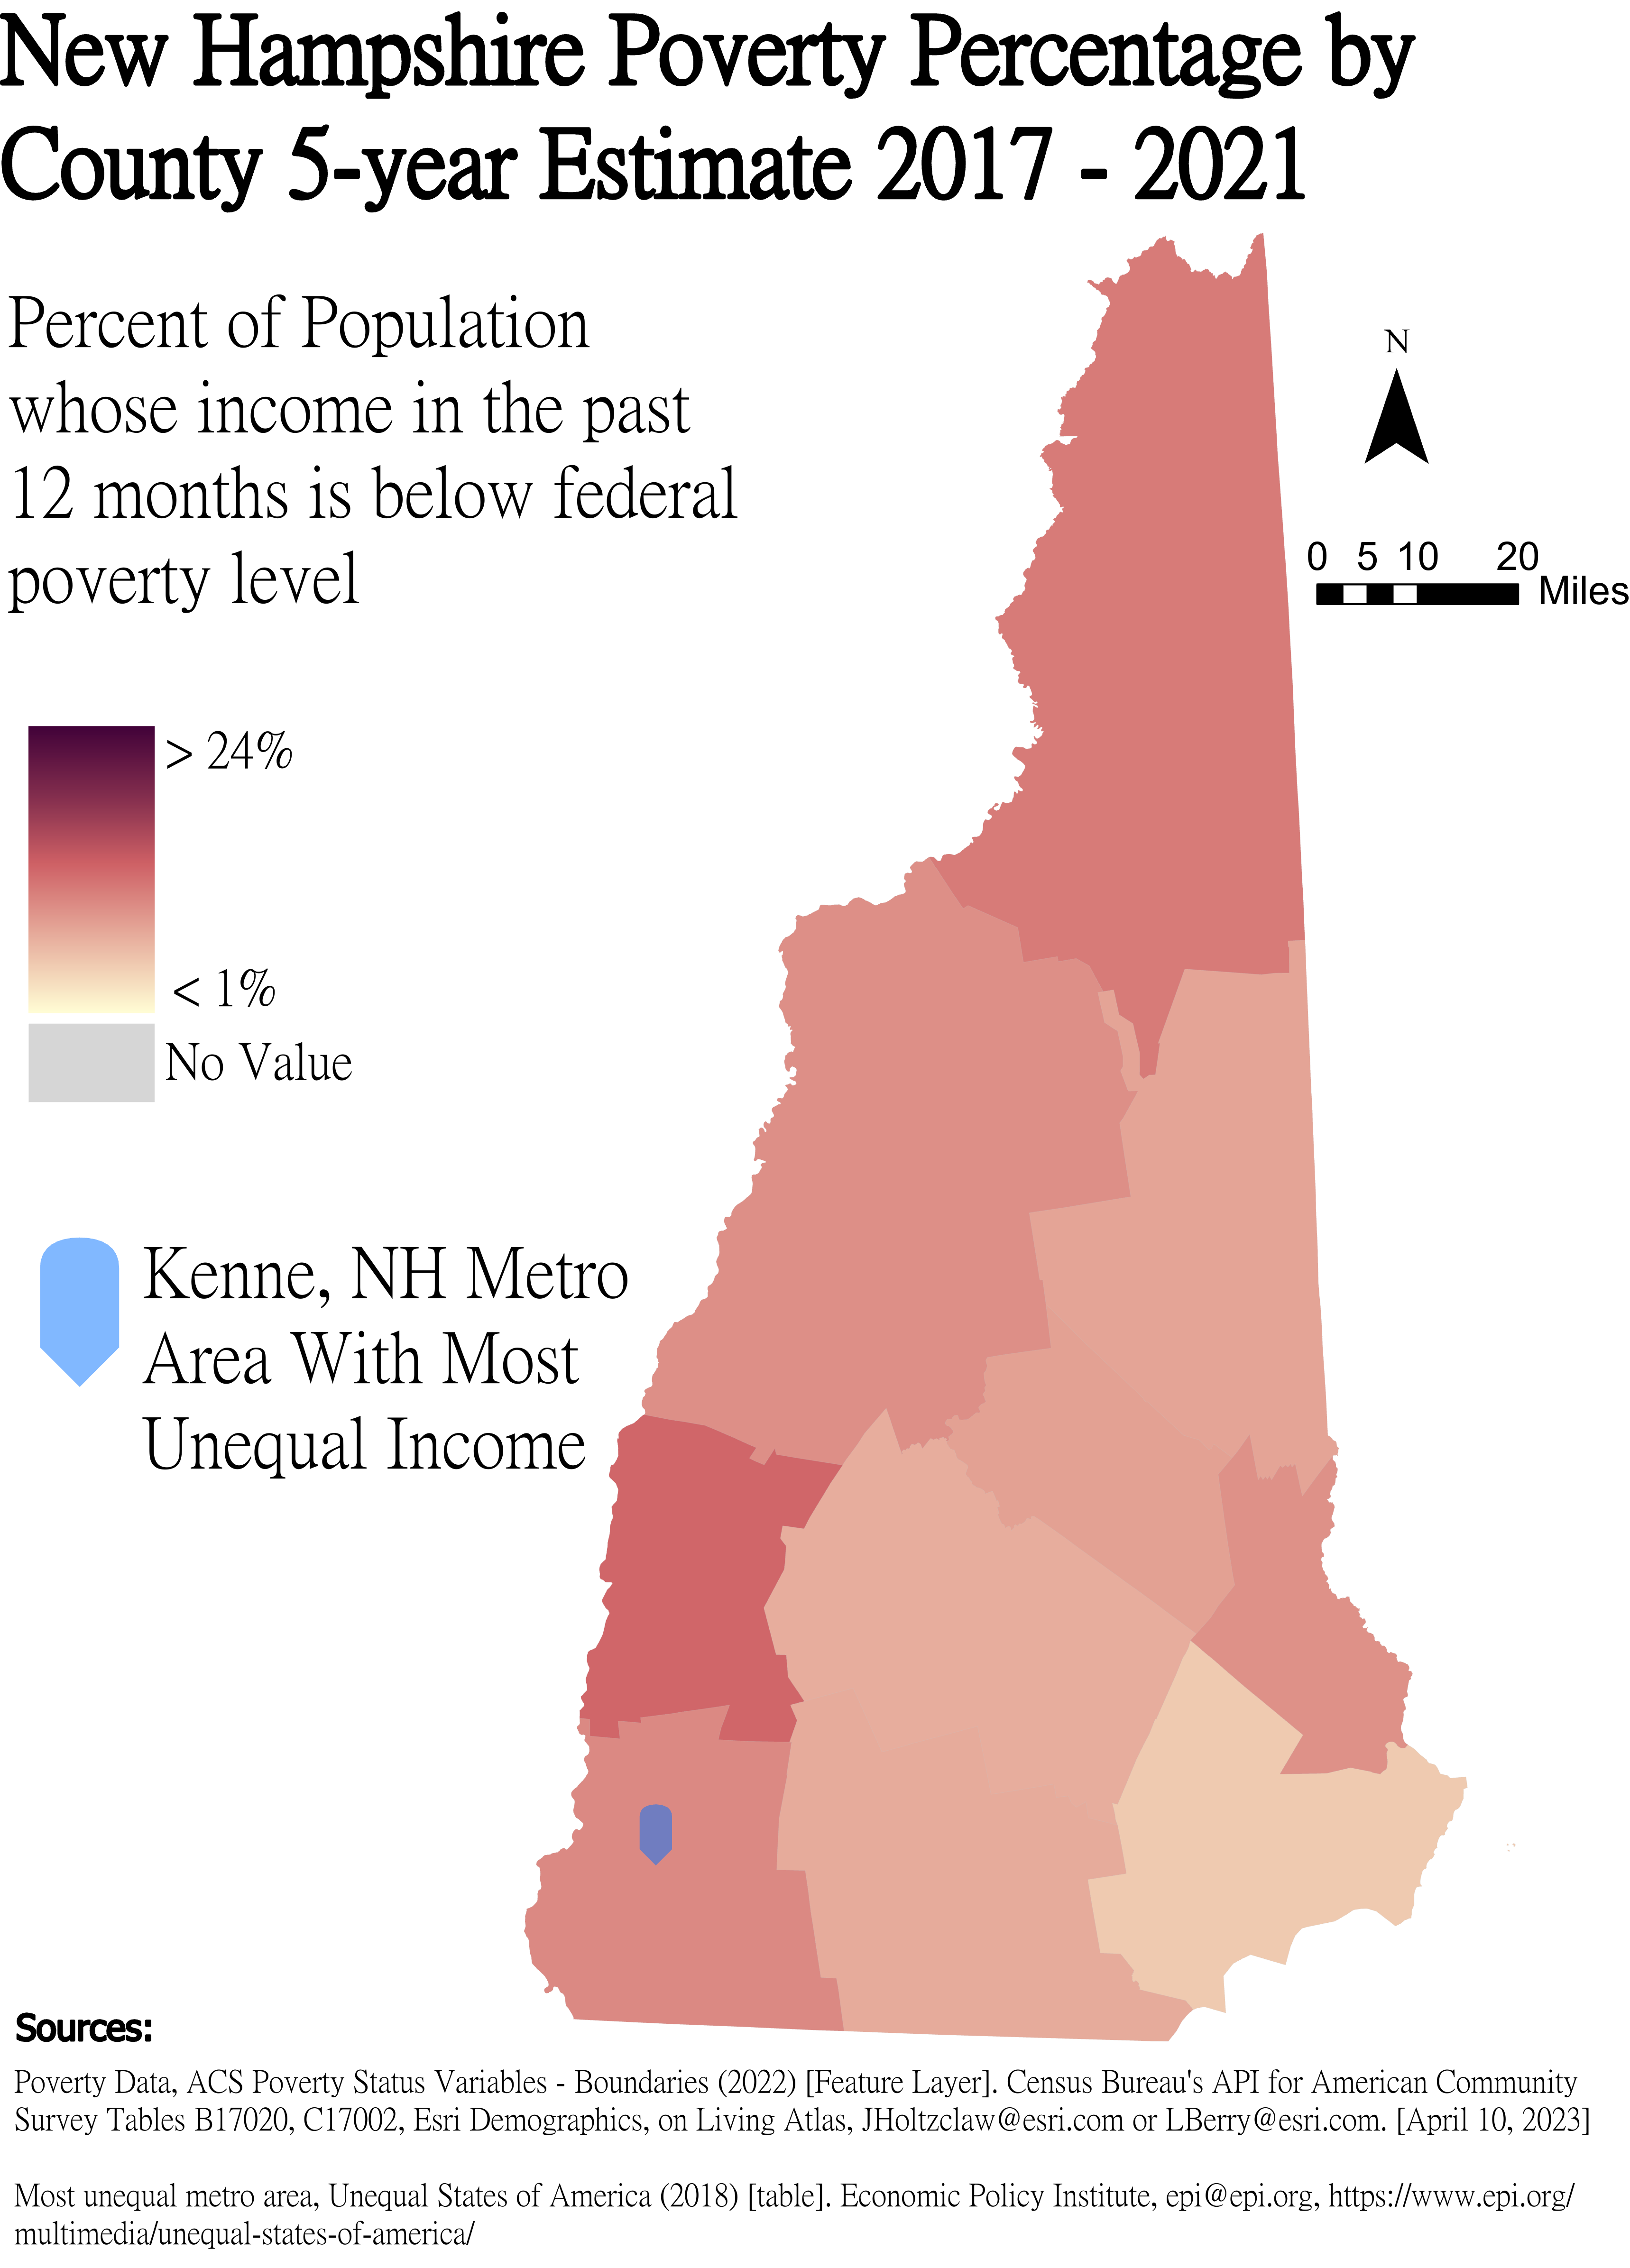 New Hampshire Poverty Percentage by
County 5-year Estimate 2017 - 2021
Percent of Population
whose income in the past
12 months is below federal
poverty level
N
0 5 10 20
Miles
> 24%
< 1%
No Value
Kenne, NH Metro
Area With Most
Unequal Income
Sources:
Poverty Data, ACS Poverty Status Variables - Boundaries (2022) [Feature Layer]. Census Bureau's API for American Community
Survey Tables B17020, C17002, Esri Demographics, on Living Atlas, JHoltzclaw@esri.com or LBerry@esri.com. [April 10, 2023]
Most unequal metro area, Unequal States of America (2018) [table]. Economic Policy Institute, epi@epi.org, https://www.epi.org/
multimedia/unequal-states-of-america/